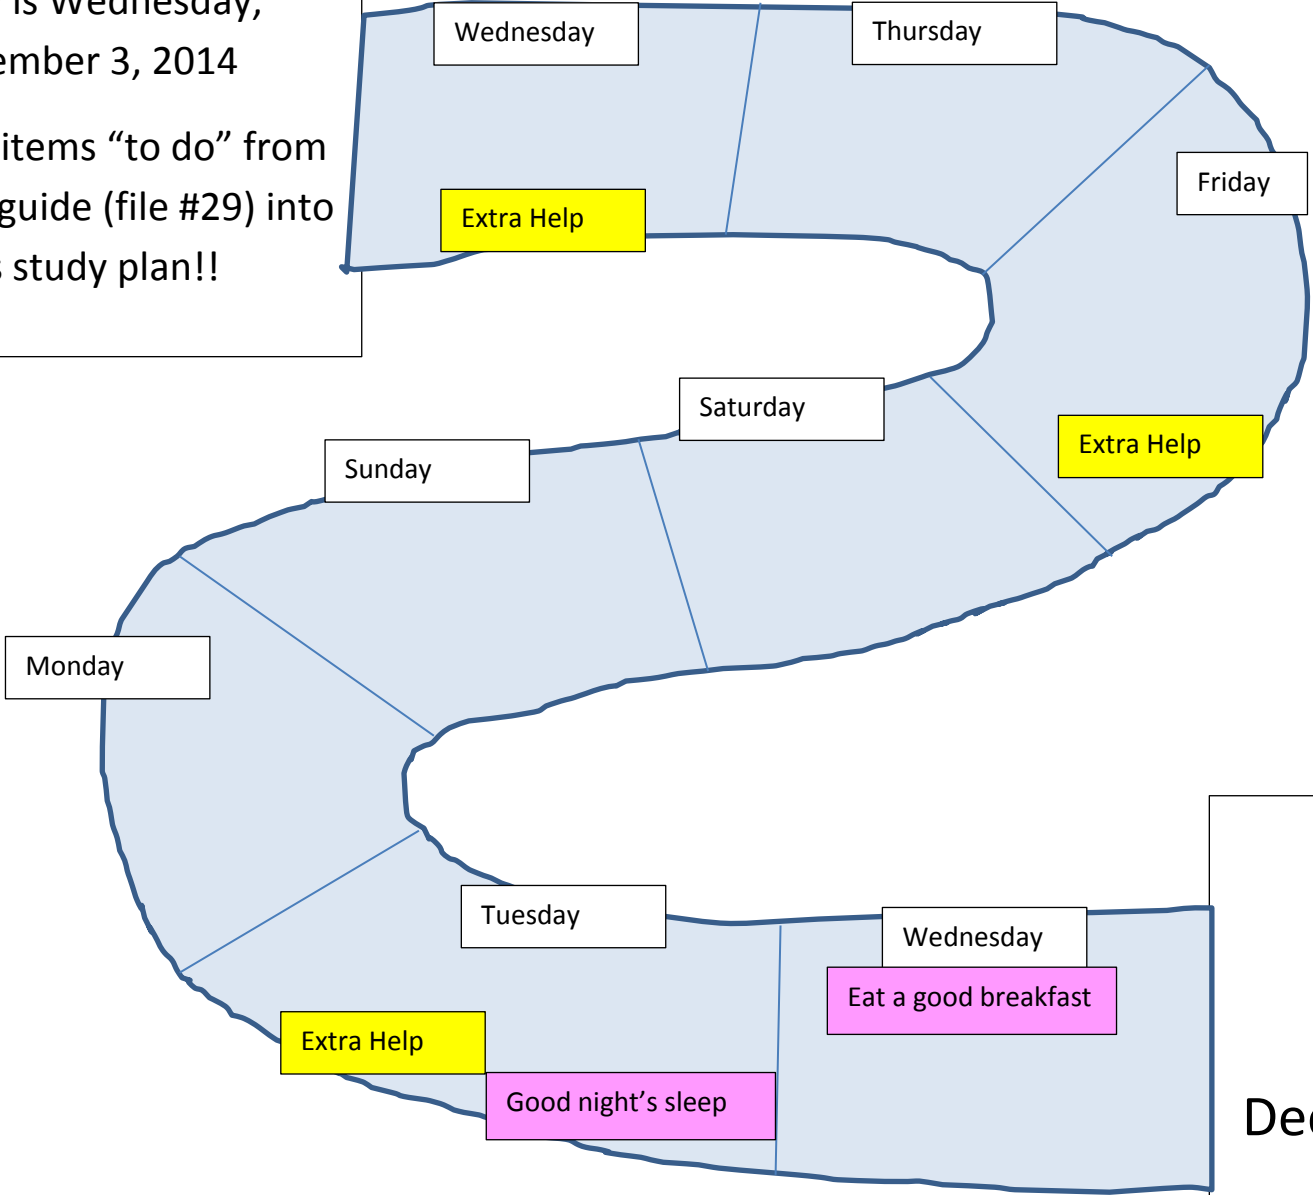 is Wednesday,
ember 3, 2014
items “to do” from
guide (file #29) into
s study plan!!
Wednesday
Thursday
Friday
Extra Help
Saturday
Extra Help
Sunday
Monday
Tuesday
Wednesday
Eat a good breakfast
Extra Help
Good night’s sleep
Dec